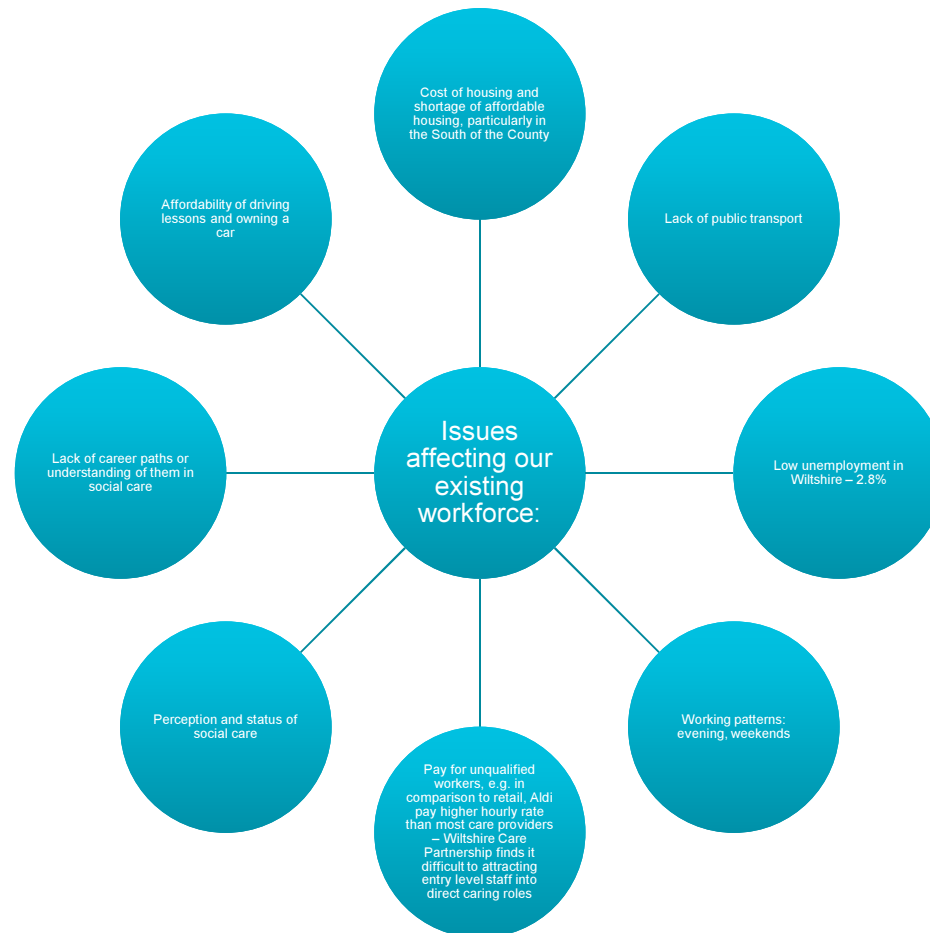 Issues
affecting our
existing
workforce:
Cost of housing and
shortage of affordable
housing, particularly in
the South of the County
Lack of public transport
Low unemployment in
Wiltshire – 2.8%
Working patterns:
evening, weekends
Pay for unqualified
workers, e.g. in
comparison to retail, Aldi
pay higher hourly rate
than most care providers
– Wiltshire Care
Partnership finds it
difficult to attracting
entry level staff into
direct caring roles
Perception and status of
social care
Lack of career paths or
understanding of them in
social care
Affordability of driving
lessons and owning a
car